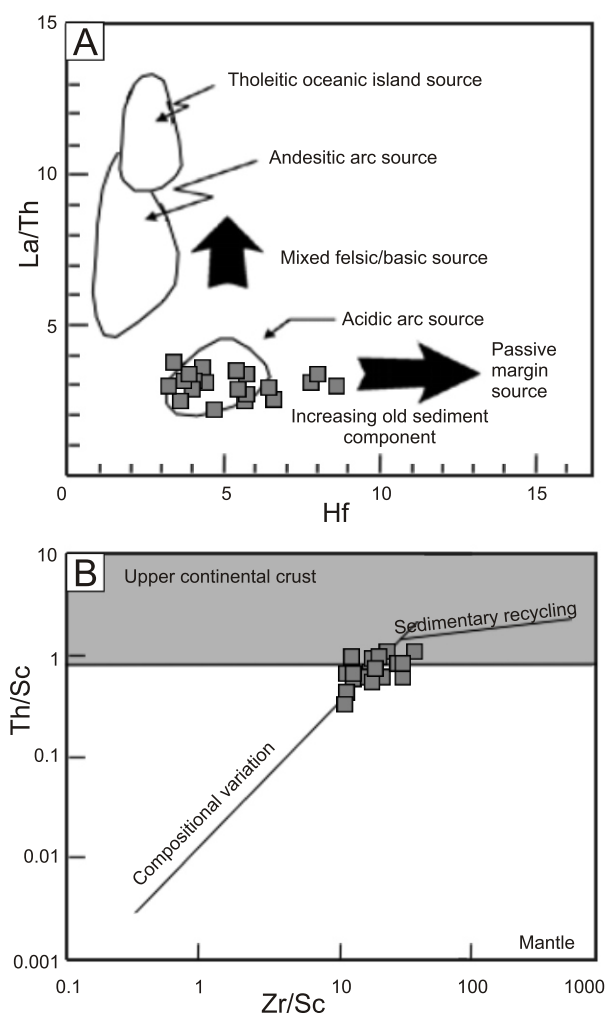 15
A
Tholeitic oceanic island source
Andesitic arc source
10
La/Th
Mixed felsic/basic source
5
Acidic arc source
Passive
margin
source
Increasing old sediment
component
0
5
10
15
Hf
10
B
Upper continental crust
Sedimentary recycling
1
Th/Sc
0.1
Compositional variation
0.01
Mantle
0.001
0.1
1
10
100
1000
Zr/Sc